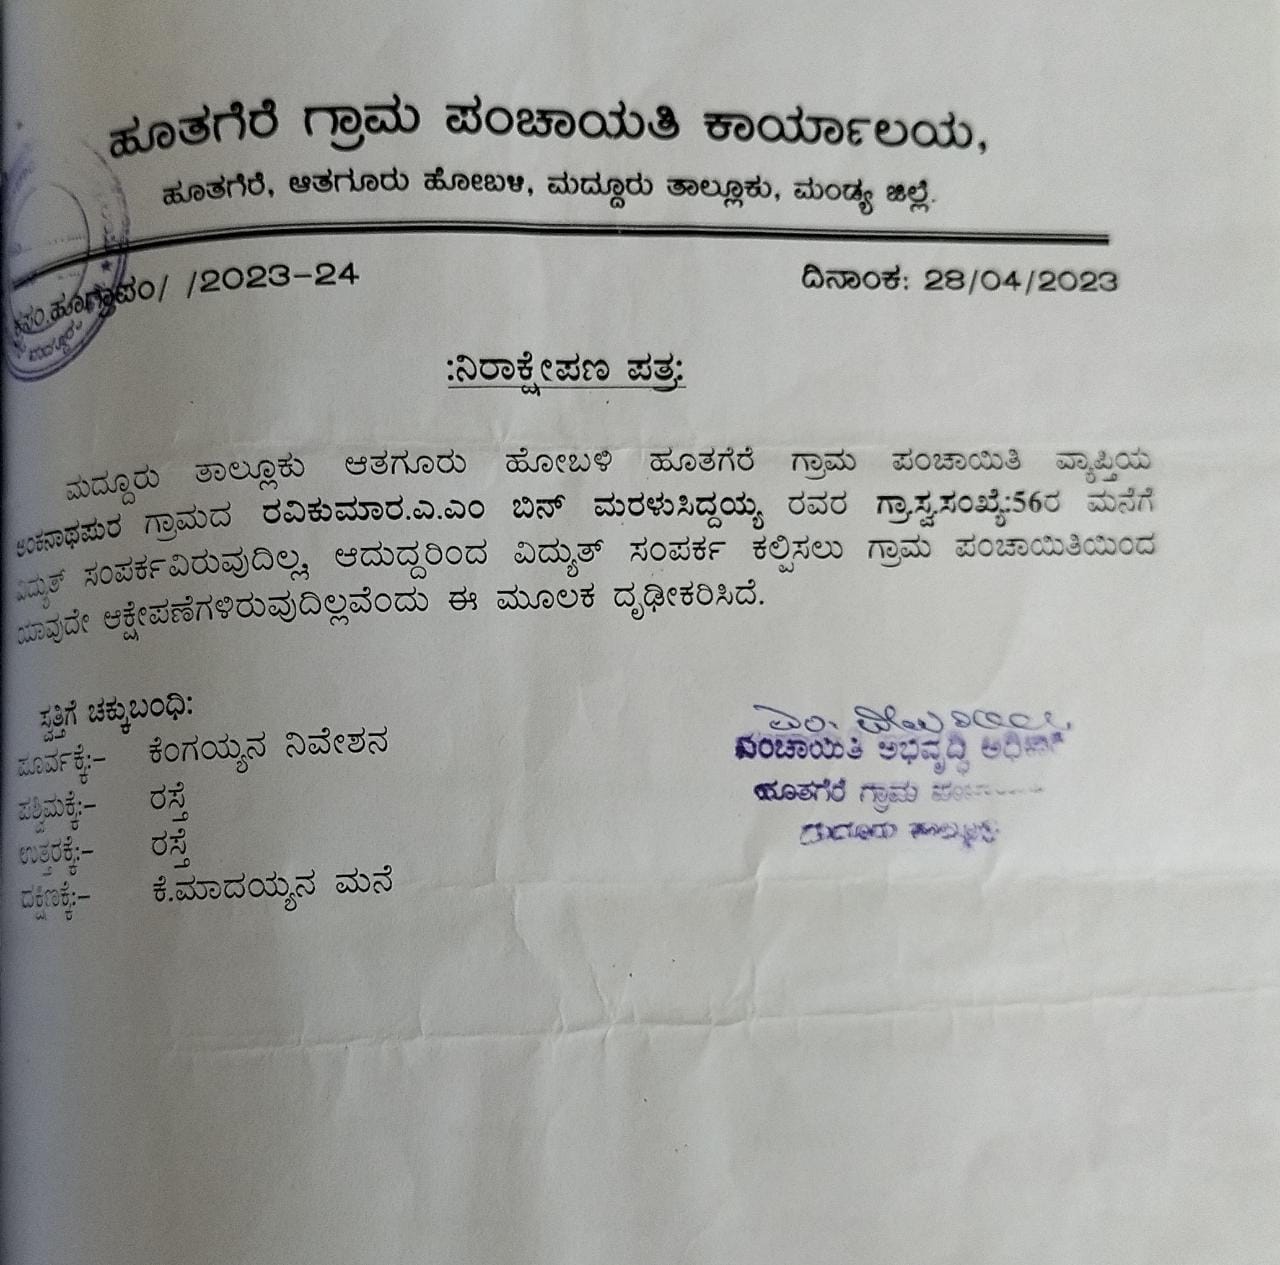 ಹೂತಗೆರೆ ಗ್ರಾಮ ಪಂಚಾಯತಿ ಕಾರ್ಯಾಲಯ,
ಹೂತಗೆರೆ, ಆತಗೂರು ಹೋಬಳಿ, ಮದ್ದೂರು ತಾಲ್ಲೂಕು, ಮಂಡ್ಯ ಜಿಲ್ಲೆ.
ಕ್ರಸಂ.ಹೂಗ್ರಾಪಂ/ /2023-24 ದಿನಾಂಕ: 28/04/2023
:ನಿರಾಕ್ಷೇಪಣ ಪತ್ರ:
ಮದ್ದೂರು ತಾಲ್ಲೂಕು ಆತಗೂರು ಹೋಬಳಿ ಹೂತಗೆರೆ ಗ್ರಾಮ ಪಂಚಾಯಿತಿ ವ್ಯಾಪ್ತಿಯ
ಅಂಕನಾಥಪುರ ಗ್ರಾಮದ ರವಿಕುಮಾರ.ಎ.ಎಂ ಬಿನ್ ಮರಳುಸಿದ್ದಯ್ಯ ರವರ ಗ್ರಾ.ಸ್ವ.ಸಂಖ್ಯೆ:56ರ ಮನೆಗೆ
ವಿದ್ಯುತ್ ಸಂಪರ್ಕವಿರುವುದಿಲ್ಲ, ಆದುದ್ದರಿಂದ ವಿದ್ಯುತ್ ಸಂಪರ್ಕ ಕಲ್ಪಿಸಲು ಗ್ರಾಮ ಪಂಚಾಯಿತಿಯಿಂದ
ಯಾವುದೇ ಆಕ್ಷೇಪಣೆಗಳಿರುವುದಿಲ್ಲವೆಂದು ಈ ಮೂಲಕ ದೃಢೀಕರಿಸಿದೆ.
ಸ್ವತ್ತಿಗೆ ಚಕ್ಕುಬಂಧಿ:
ಪೂರ್ವಕ್ಕೆ:- ಕೆಂಗಯ್ಯನ ನಿವೇಶನ
ಪಶ್ಚಿಮಕ್ಕೆ:- ರಸ್ತೆ
ಉತ್ತರಕ್ಕೆ:- ರಸ್ತೆ
ದಕ್ಷಿಣಕ್ಕೆ:- ಕೆ.ಮಾದಯ್ಯನ ಮನೆ
ಪಂಚಾಯಿತಿ ಅಭಿವೃದ್ಧಿ ಅಧಿಕಾರಿ
ಹೂತಗೆರೆ ಗ್ರಾಮ
ಮದ್ದೂರು ತಾಲ್ಲೂಕು